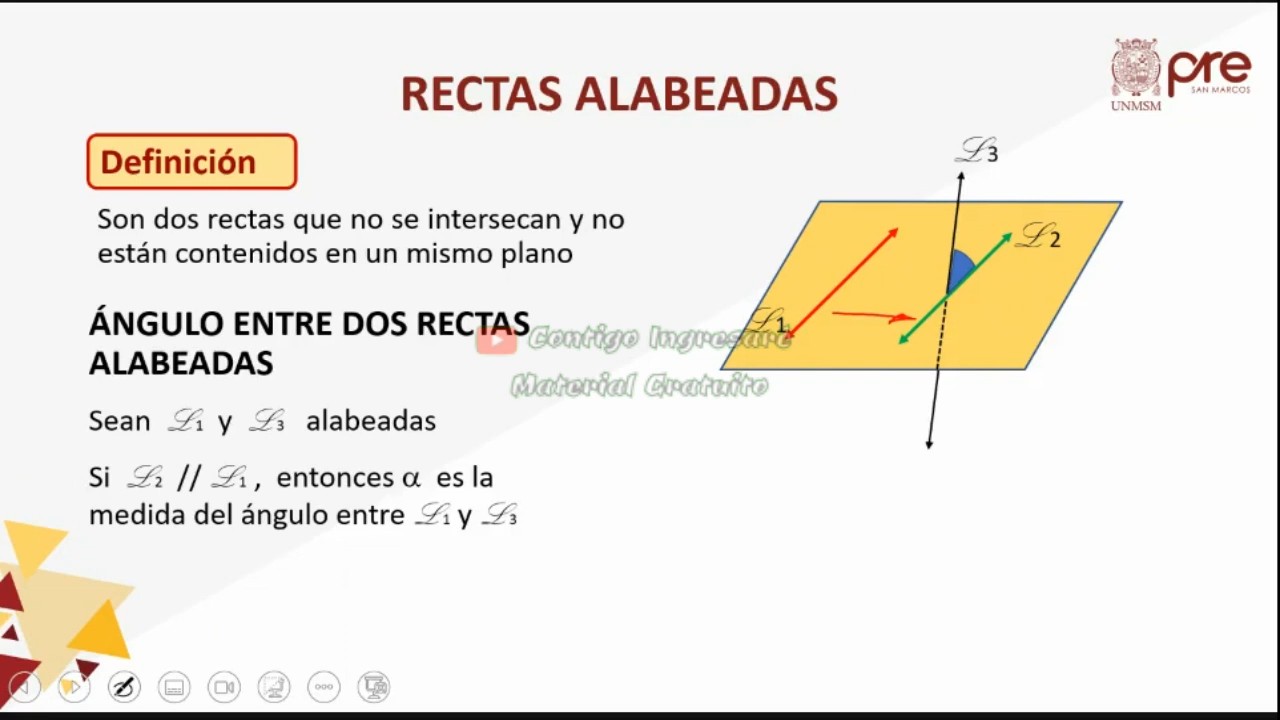 RECTAS ALABEADAS
pre
SAN MARCOS
UNMSM
Definición
Son dos rectas que no se intersecan y no
están contenidos en un mismo plano
ÁNGULO ENTRE DOS RECTAS
ALABEADAS
Sean ℒ1 y ℒ3 alabeadas
Si ℒ2 // ℒ1 , entonces α es la
medida del ángulo entre ℒ1 y ℒ3
ℒ3
ℒ2
ℒ1
Contigo Ingresaré
Material Gratuito